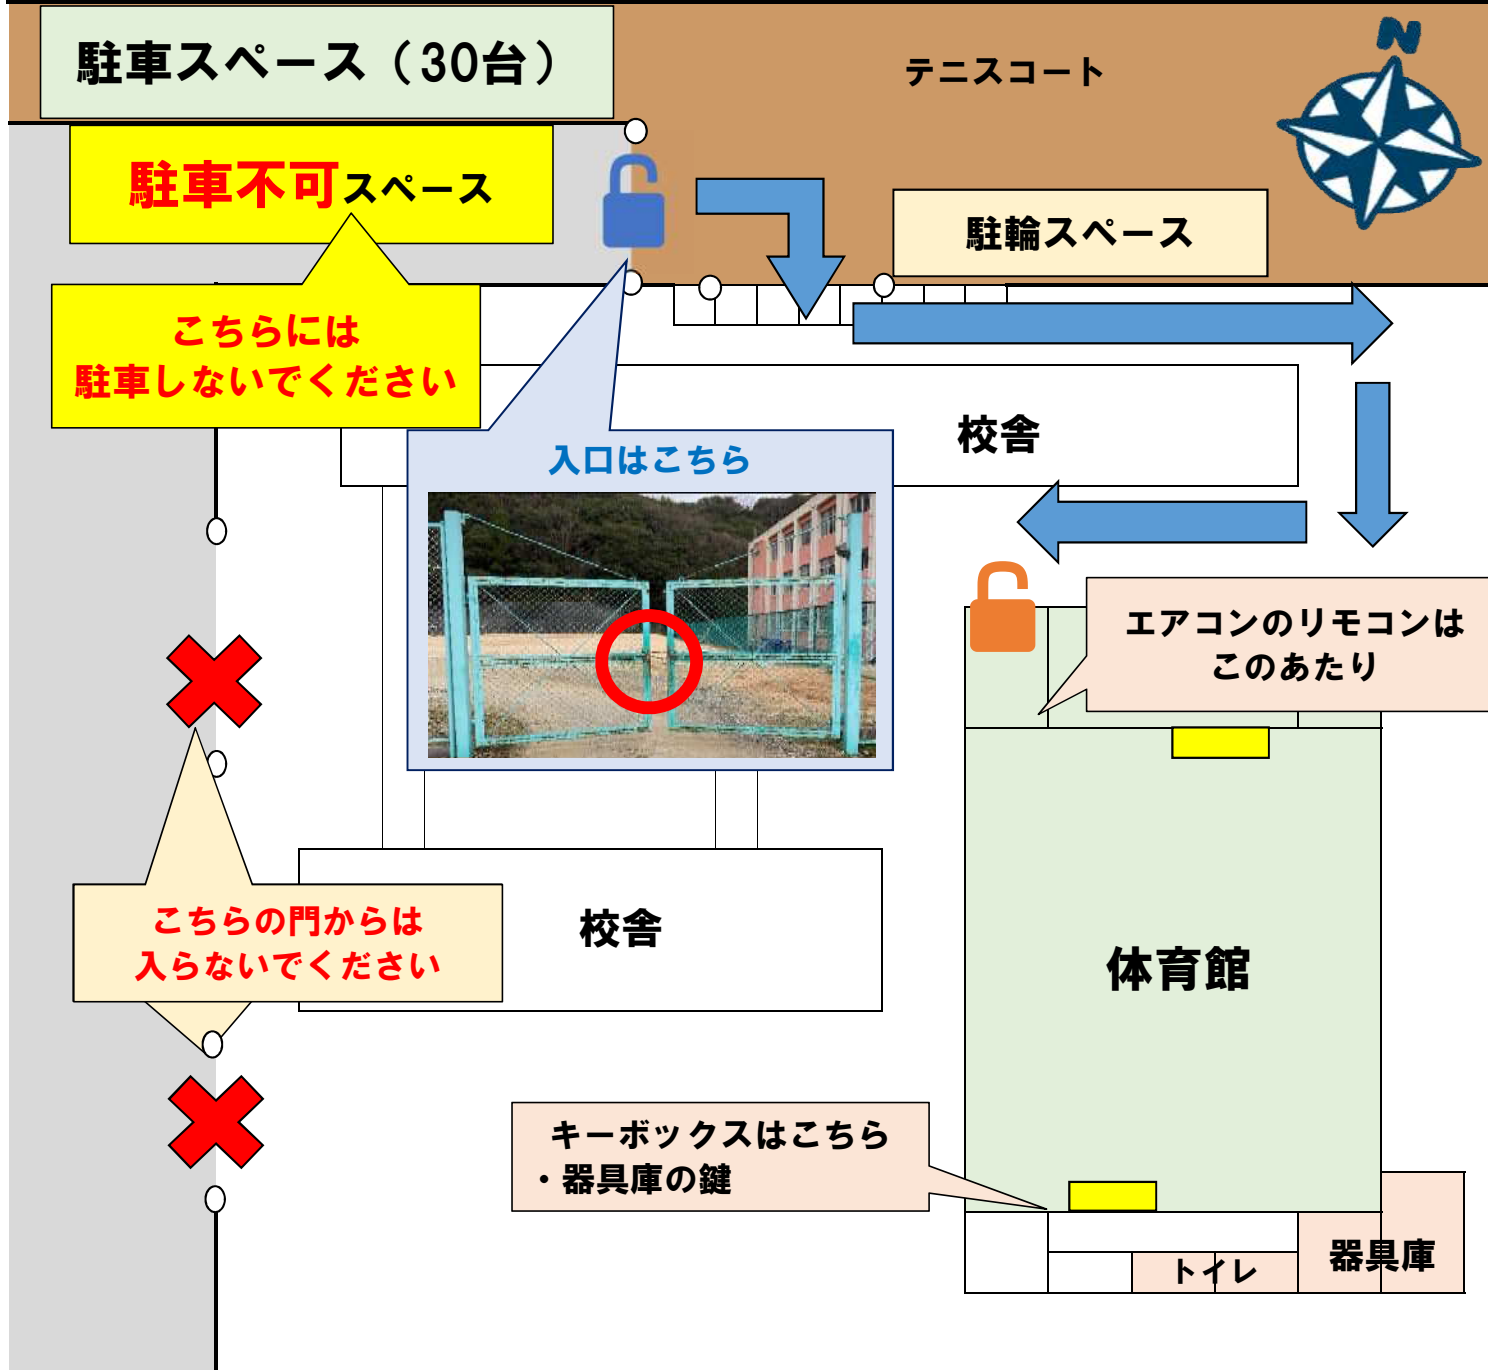 駐車スペース（30台）
テニスコート
N
駐車不可スペース
駐輪スペース
こちらには
駐車しないでください
校舎
入口はこちら
エアコンのリモコンは
このあたり
こちらの門からは
入らないでください
校舎
体育館
キーボックスはこちら
・器具庫の鍵
器具庫
トイレ